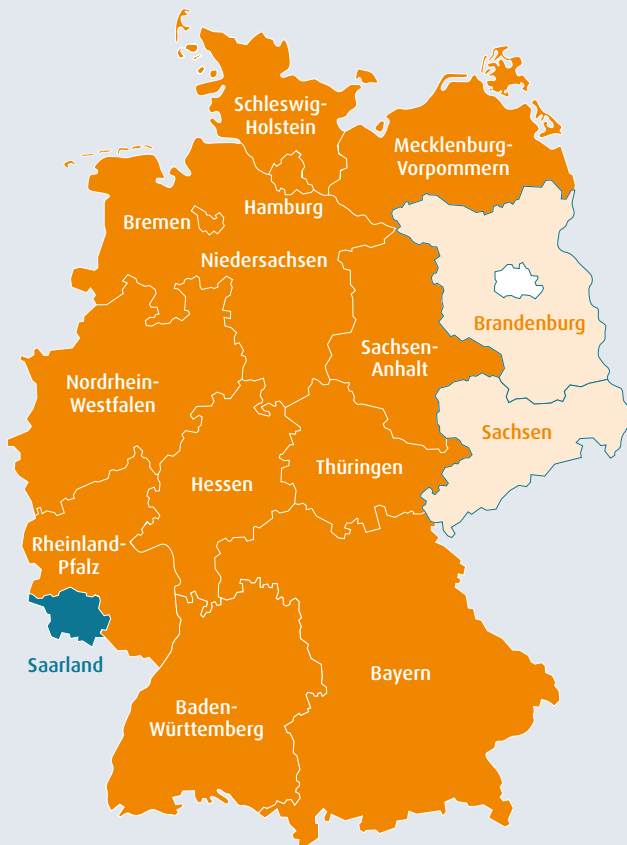 Schleswig-
Holstein
Mecklenburg-
Vorpommern
Hamburg
Bremen
Niedersachsen
Brandenburg
Sachsen-
Anhalt
Nordrhein-
Westfalen
Sachsen
Thüringen
Hessen
Rheinland-
Pfalz
Saarland
Bayern
Baden-
Württemberg